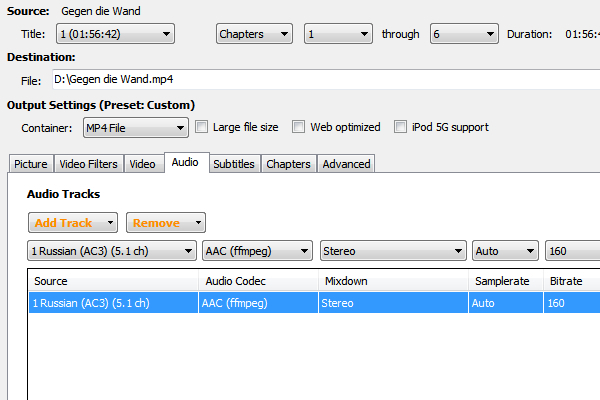 Source: Gegen die Wand
Title: 1 (01:56:42) Chapters 1 through 6 Duration: 01:56:4
Destination:
File: D:\Gegen die Wand.mp4
Output Settings (Preset: Custom)
Container: MP4 File Large file size Web optimized iPod 5G support
Picture Video Filters Video Audio Subtitles Chapters Advanced
Audio Tracks
Add Track Remove
1 Russian (AC3) (5.1 ch) AAC (ffmpeg) Stereo Auto 160
Source Audio Codec Mixdown Samplerate Bitrate
1 Russian (AC3) (5.1 ch) AAC (ffmpeg) Stereo Auto 160